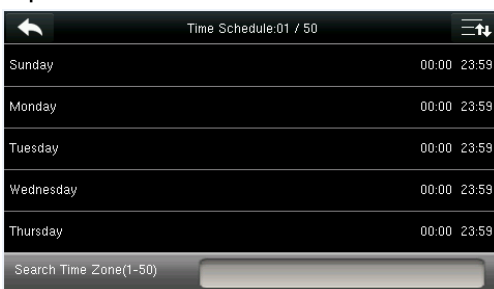 Time Schedule:01 / 50
Sunday 00:00 23:59
Monday 00:00 23:59
Tuesday 00:00 23:59
Wednesday 00:00 23:59
Thursday 00:00 23:59
Search Time Zone(1-50)